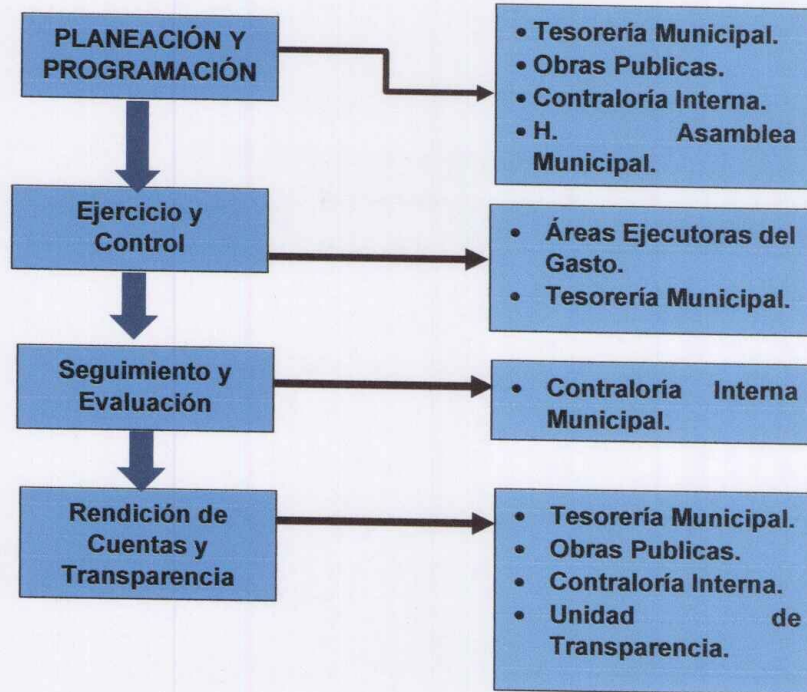 PLANEACIÓN Y
PROGRAMACIÓN
• Tesorería Municipal.
• Obras Publicas.
• Contraloría Interna.
• H. Asamblea
Municipal.
Ejercicio y
Control
• Áreas Ejecutoras del
Gasto.
• Tesorería Municipal.
Seguimiento y
Evaluación
• Contraloría Interna
Municipal.
Rendición de
Cuentas y
Transparencia
• Tesorería Municipal.
• Obras Publicas.
• Contraloría Interna.
• Unidad de
Transparencia.